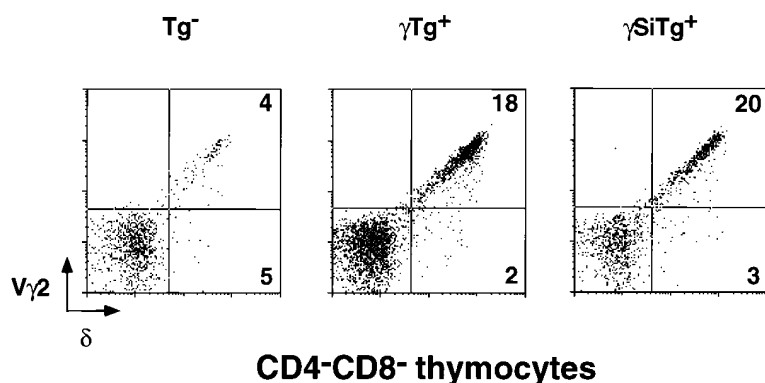 Tg⁻ γTg⁺ γSiTg⁺
4 18 20
5 2 3
Vγ2
δ
CD4⁻CD8⁻ thymocytes